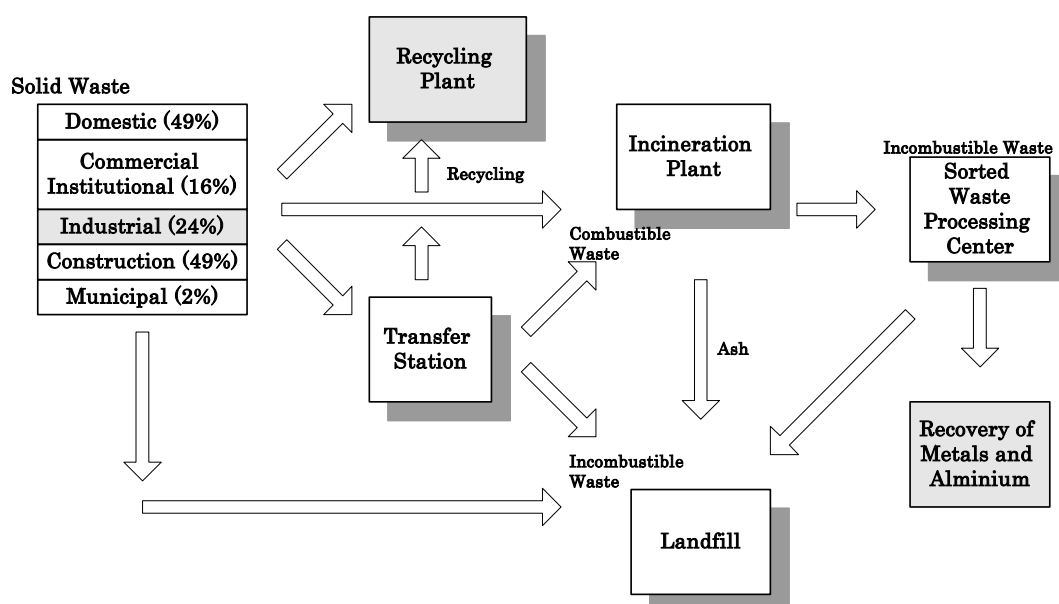 Solid Waste
Domestic (49%)
Commercial
Institutional (16%)
Industrial (24%)
Construction (49%)
Municipal (2%)
Recycling
Plant
Recycling
Transfer
Station
Incineration
Plant
Combustible
Waste
Ash
Incombustible
Waste
Landfill
Incombustible Waste
Sorted
Waste
Processing
Center
Recovery of
Metals and
Alminium